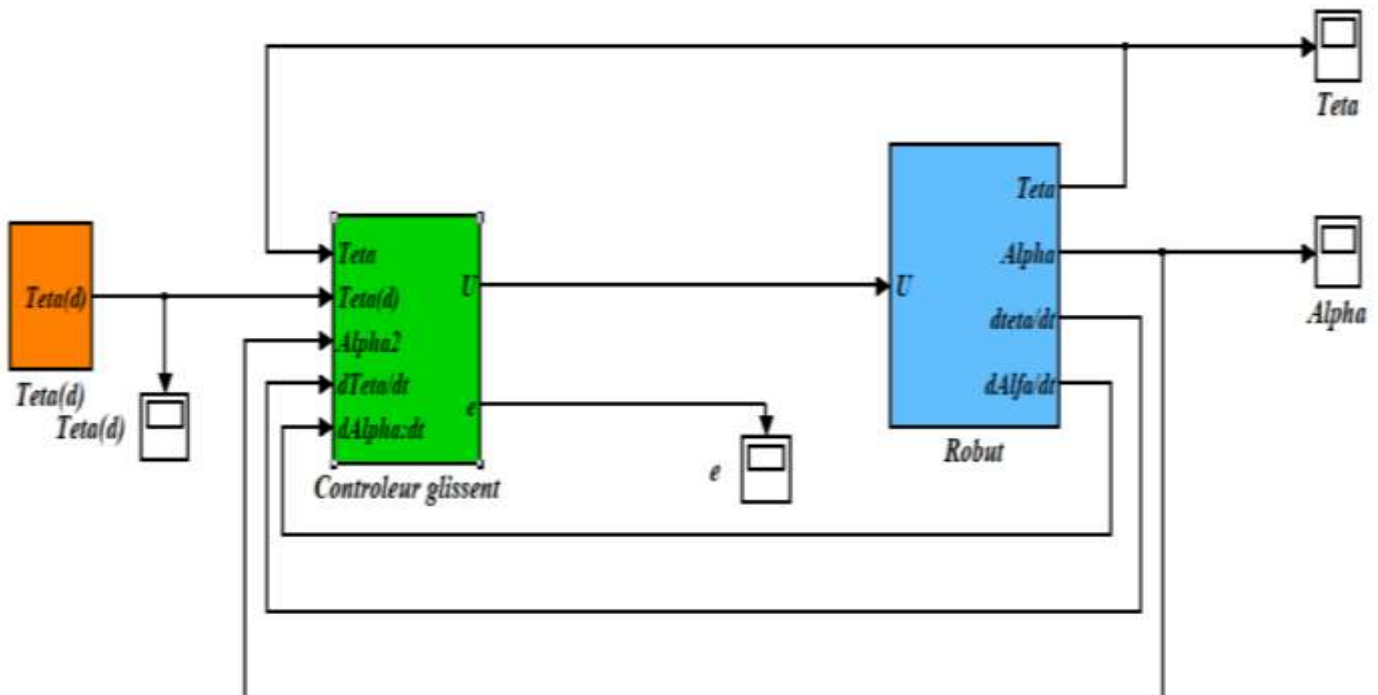 Teta
Teta
Alpha
Alpha
dteta/dt
dAlfa/dt
U
Robut
Teta
Teta(d)
Alpha2
dTeta/dt
dAlpha:dt
U
e
Controleur glissent
Teta(d)
Teta(d)
Teta(d)
e